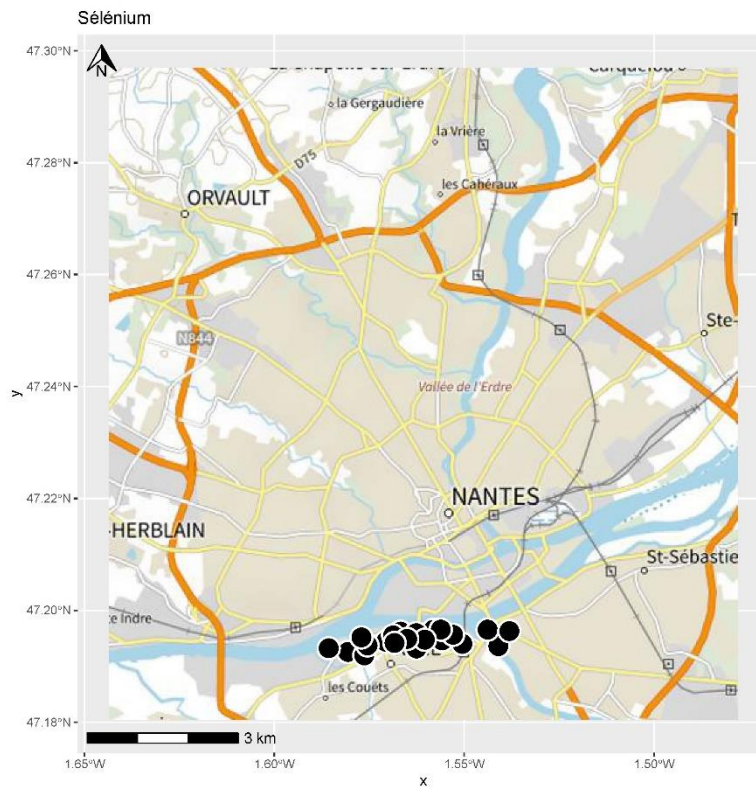 Sélénium
47.30°N
N
la Gergaudière
la Vrière
D75
47.28°N
les Cahéraux
ORVAULT
47.26°N
N844
Ste-
47.24°N
Vallée de l'Erdre
y
47.22°N
NANTES
-HERBLAIN
St-Sébastie
47.20°N
te Indre
les Couëts
47.18°N
3 km
1.65°W
1.60°W
1.55°W
1.50°W
x